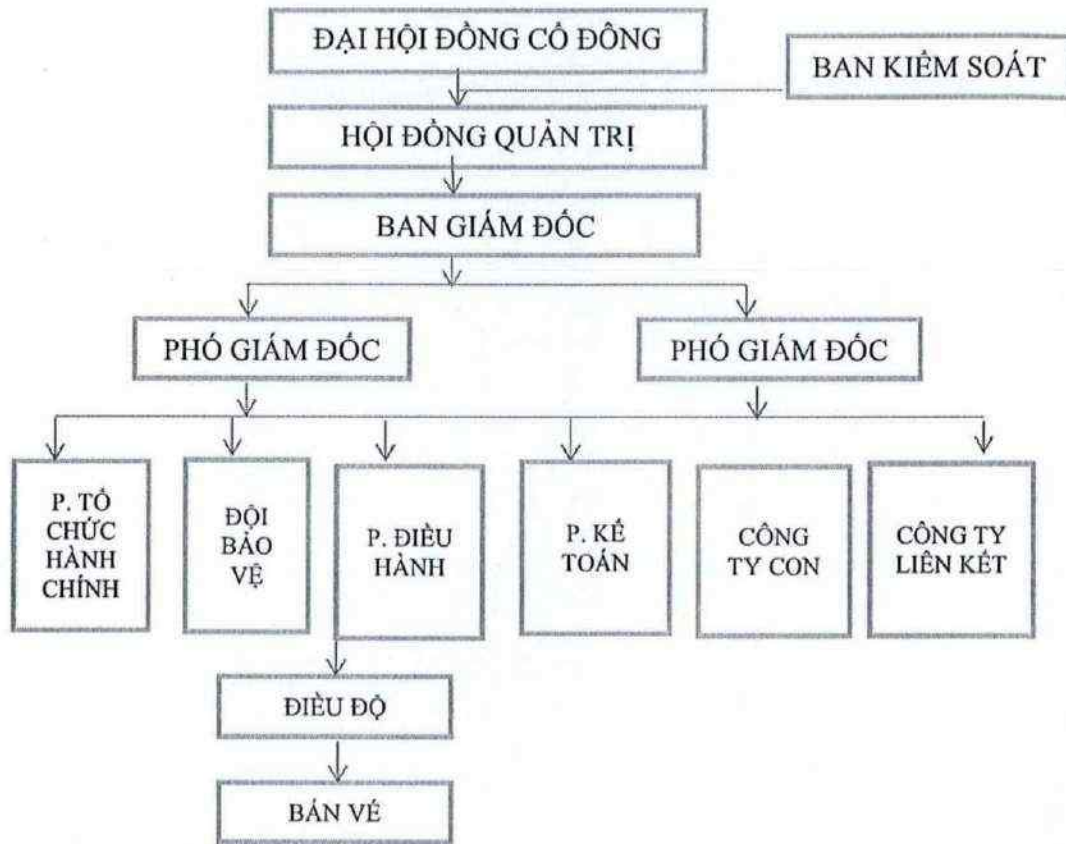 ĐẠI HỘI ĐỒNG CỔ ĐÔNG
BAN KIỂM SOÁT
HỘI ĐỒNG QUẢN TRỊ
BAN GIÁM ĐỐC
PHÓ GIÁM ĐỐC
PHÓ GIÁM ĐỐC
P. TỔ
CHỨC
HÀNH
CHÍNH
ĐỘI
BẢO
VỆ
P. ĐIỀU
HÀNH
P. KẾ
TOÁN
CÔNG
TY CON
CÔNG TY
LIÊN KẾT
ĐIỀU ĐỘ
BÁN VÉ